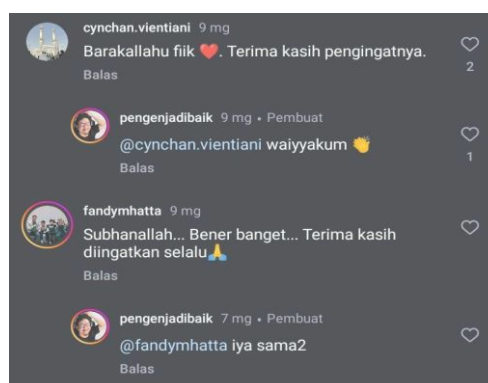 cynchan.vientiani 9 mg
Barakallahu fiik ❤️. Terima kasih pengingatnya.
2
Balas
pengenjadibaik 9 mg • Pembuat
@cynchan.vientiani waiyyakum 👏
1
Balas
fandymhatta 9 mg
Subhanallah... Bener banget... Terima kasih
diingatkan selalu🙏
Balas
pengenjadibaik 7 mg • Pembuat
@fandymhatta iya sama2
Balas